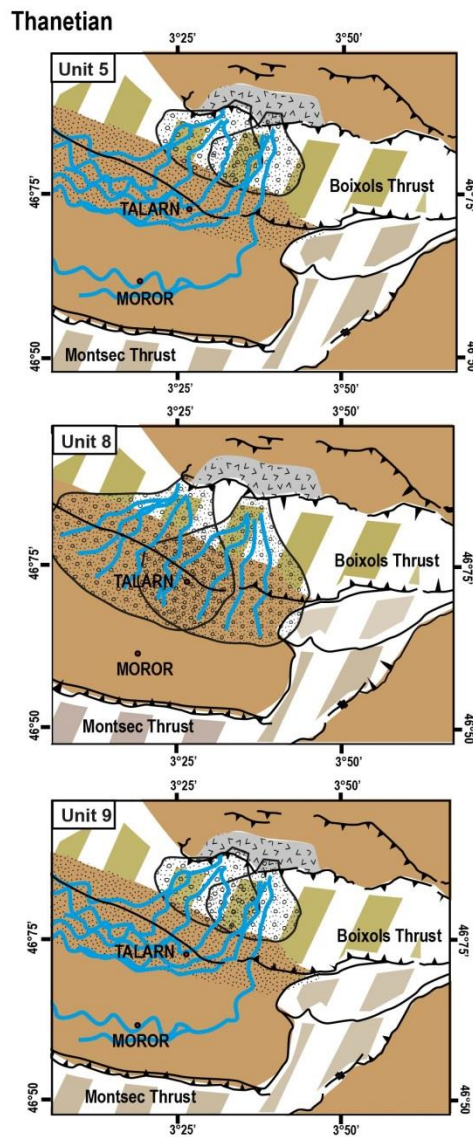 Thanetian
3°25'
3°50'
Unit 5
46°75'
46°75'
Boixols Thrust
TALARN
MOROR
46°50
46°50
Montsec Thrust
3°25'
3°50'
3°25'
3°50'
Unit 8
46°75'
46°75'
Boixols Thrust
TALARN
MOROR
46°50
46°50
Montsec Thrust
3°25'
3°50'
3°25'
3°50'
Unit 9
46°75'
46°75'
Boixols Thrust
TALARN
MOROR
46°50
46°50
Montsec Thrust
3°25'
3°50'